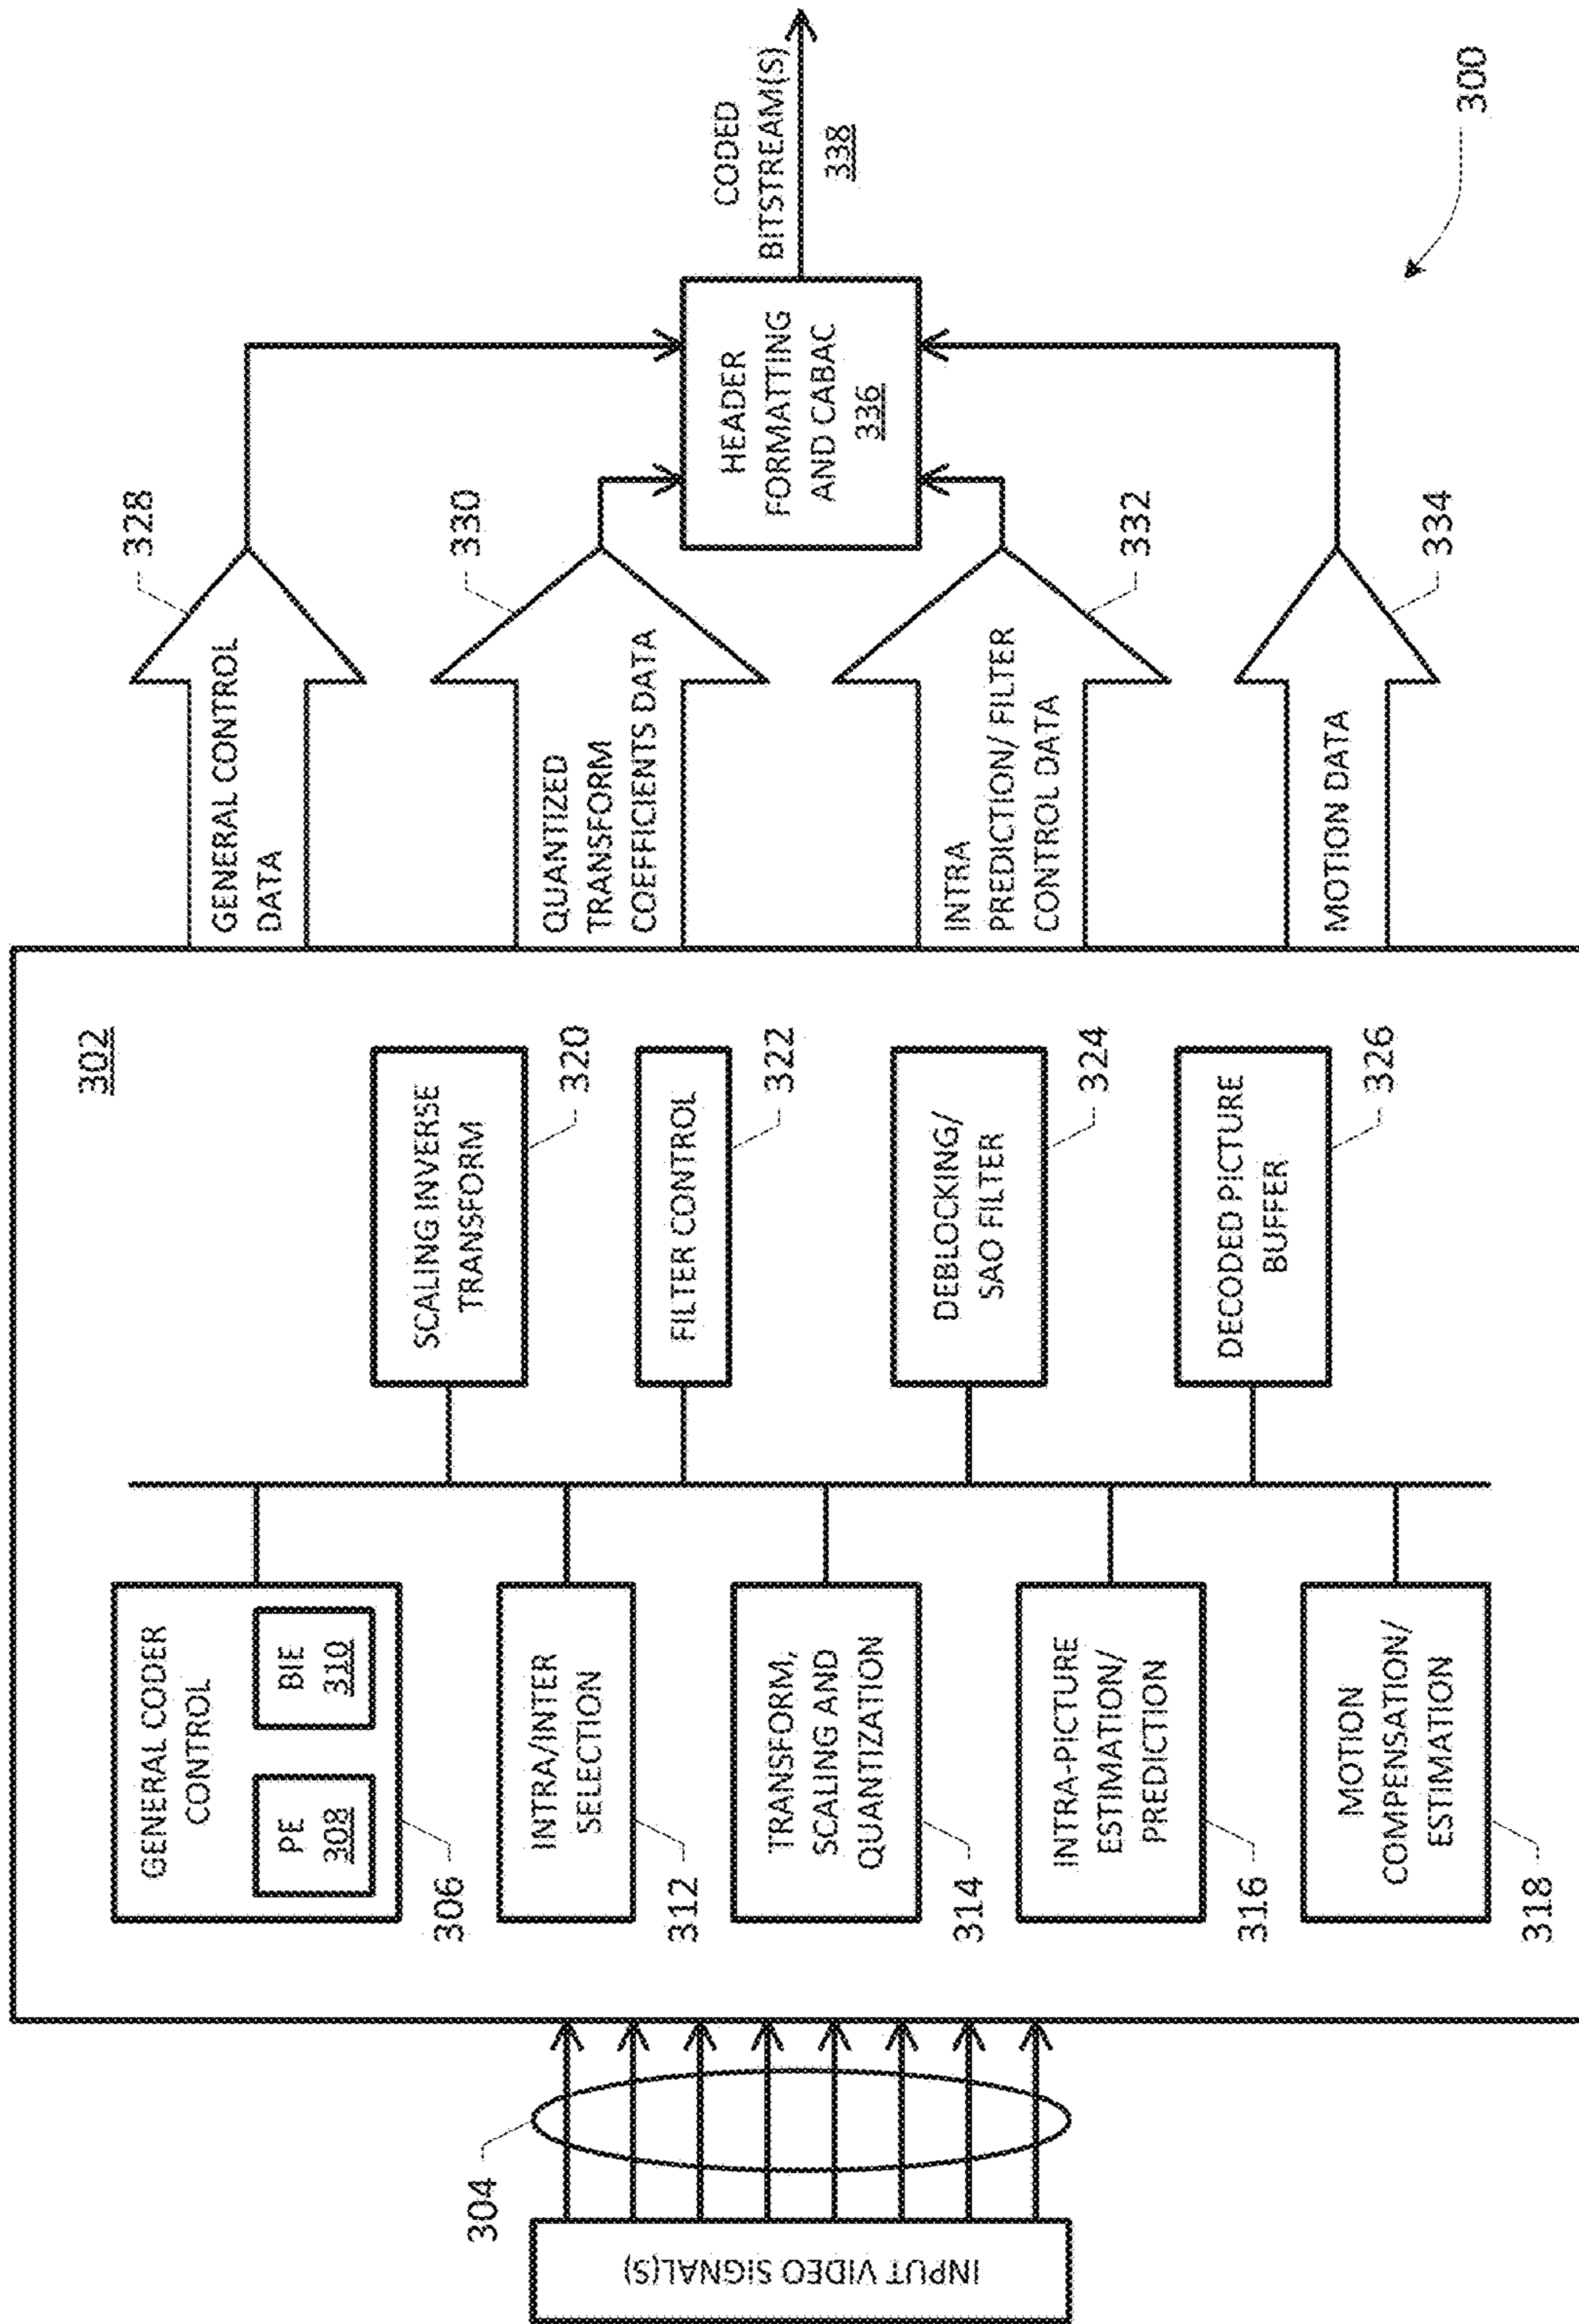 INPUT VIDEO SIGNAL(S)
304
302
GENERAL CODER
CONTROL
PE
308
BIE
310
306
INTRA/INTER
SELECTION
312
TRANSFORM,
SCALING AND
QUANTIZATION
314
INTRA-PICTURE
ESTIMATION/
PREDICTION
316
MOTION
COMPENSATION/
ESTIMATION
318
SCALING INVERSE
TRANSFORM
320
FILTER CONTROL
322
DEBLOCKING/
SAO FILTER
324
DECODED PICTURE
BUFFER
326
GENERAL CONTROL
DATA
328
QUANTIZED
TRANSFORM
COEFFICIENTS DATA
330
INTRA
PREDICTION/ FILTER
CONTROL DATA
332
MOTION DATA
334
HEADER
FORMATTING
AND CABAC
336
CODED
BITSTREAM(S)
338
300